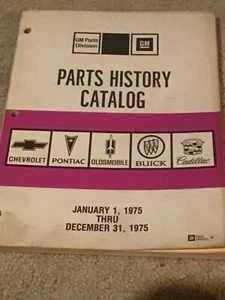 GM Parts
Division
GM
PARTS HISTORY
CATALOG
CHEVROLET PONTIAC OLDSMOBILE BUICK Cadillac
JANUARY 1, 1975
THRU
DECEMBER 31, 1975